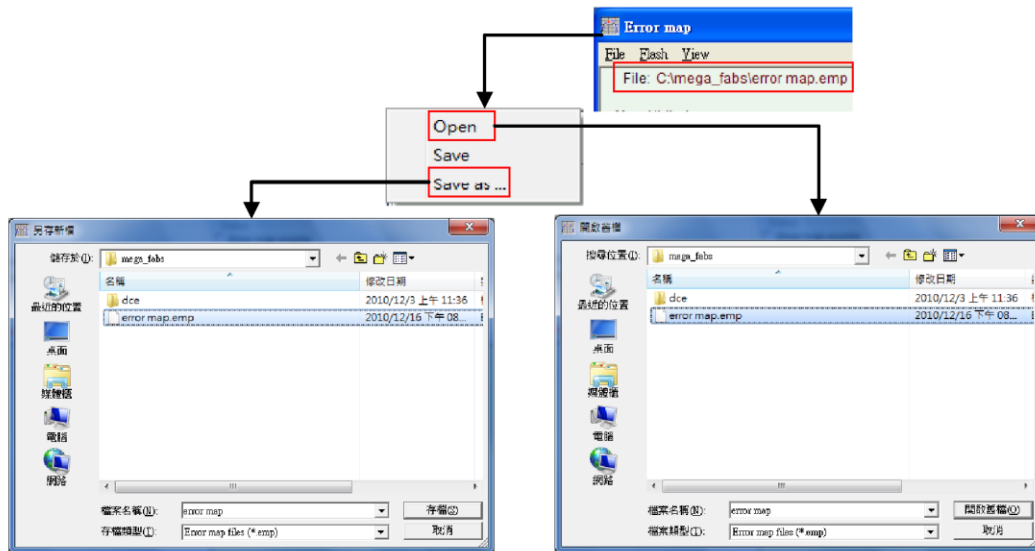 Error map
File Flash View
File: C:\mega_fabs\error map.emp
Open
Save
Save as ...
另存新檔
儲存於(I): mega_fabs
名稱 修改日期
dce 2010/12/3 上午 11:36
error map.emp 2010/12/16 下午 08...
最近的位置
桌面
媒體櫃
電腦
網路
檔案名稱(N): error map 存檔(S)
存檔類型(T): Error map files (*.emp) 取消
開啟舊檔
搜尋位置(I): mega_fabs
名稱 修改日期
dce 2010/12/3 上午 11:36
error map.emp 2010/12/16 下午 08...
最近的位置
桌面
媒體櫃
電腦
網路
檔案名稱(N): error map 開啟舊檔(O)
檔案類型(T): Error map files (*.emp) 取消